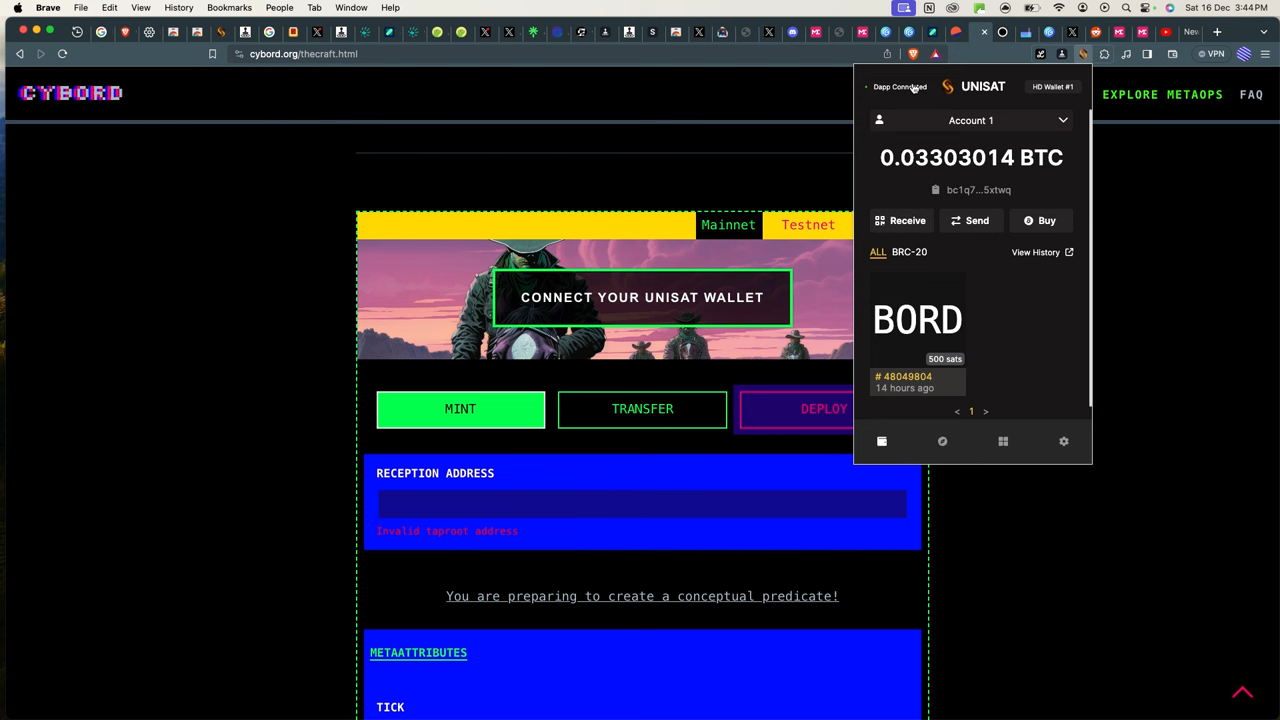 Brave File Edit View History Bookmarks People Tab Window Help Sat 16 Dec 3:44PM
New
cybord.org/thecraft.html VPN
CYBORD EXPLORE METAOPS FAQ
Dapp Connected UNISAT HD Wallet #1
Account 1
0.03303014 BTC
bc1q7...5xtwq
Receive Send Buy
ALL BRC-20 View History
BORD
500 sats
# 48049804
14 hours ago
< 1 >
Mainnet Testnet
CONNECT YOUR UNISAT WALLET
MINT TRANSFER DEPLOY
RECEPTION ADDRESS
Invalid taproot address
You are preparing to create a conceptual predicate!
METAATTRIBUTES
TICK